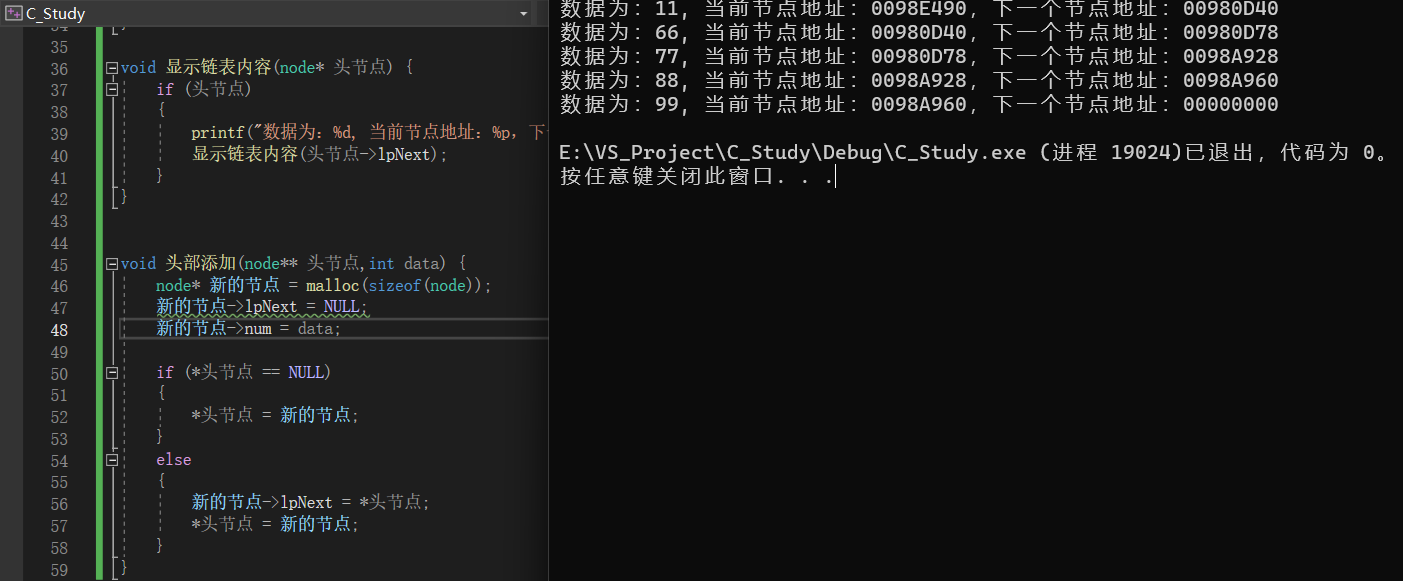 C_Study
35
36 void 显示链表内容(node* 头节点) {
37 if (头节点)
38 {
39 printf("数据为: %d, 当前节点地址: %p, 下
40 显示链表内容(头节点->lpNext);
41 }
42 }
43
44
45 void 头部添加(node** 头节点,int data) {
46 node* 新的节点 = malloc(sizeof(node));
47 新的节点->lpNext = NULL;
48 新的节点->num = data;
49
50 if (*头节点 == NULL)
51 {
52 *头节点 = 新的节点;
53 }
54 else
55 {
56 新的节点->lpNext = *头节点;
57 *头节点 = 新的节点;
58 }
59 }
数据为: 11, 当前节点地址: 0098E490, 下一个节点地址: 00980D40
数据为: 66, 当前节点地址: 00980D40, 下一个节点地址: 00980D78
数据为: 77, 当前节点地址: 00980D78, 下一个节点地址: 0098A928
数据为: 88, 当前节点地址: 0098A928, 下一个节点地址: 0098A960
数据为: 99, 当前节点地址: 0098A960, 下一个节点地址: 00000000
E:\VS_Project\C_Study\Debug\C_Study.exe (进程 19024)已退出, 代码为 0。
按任意键关闭此窗口. . .